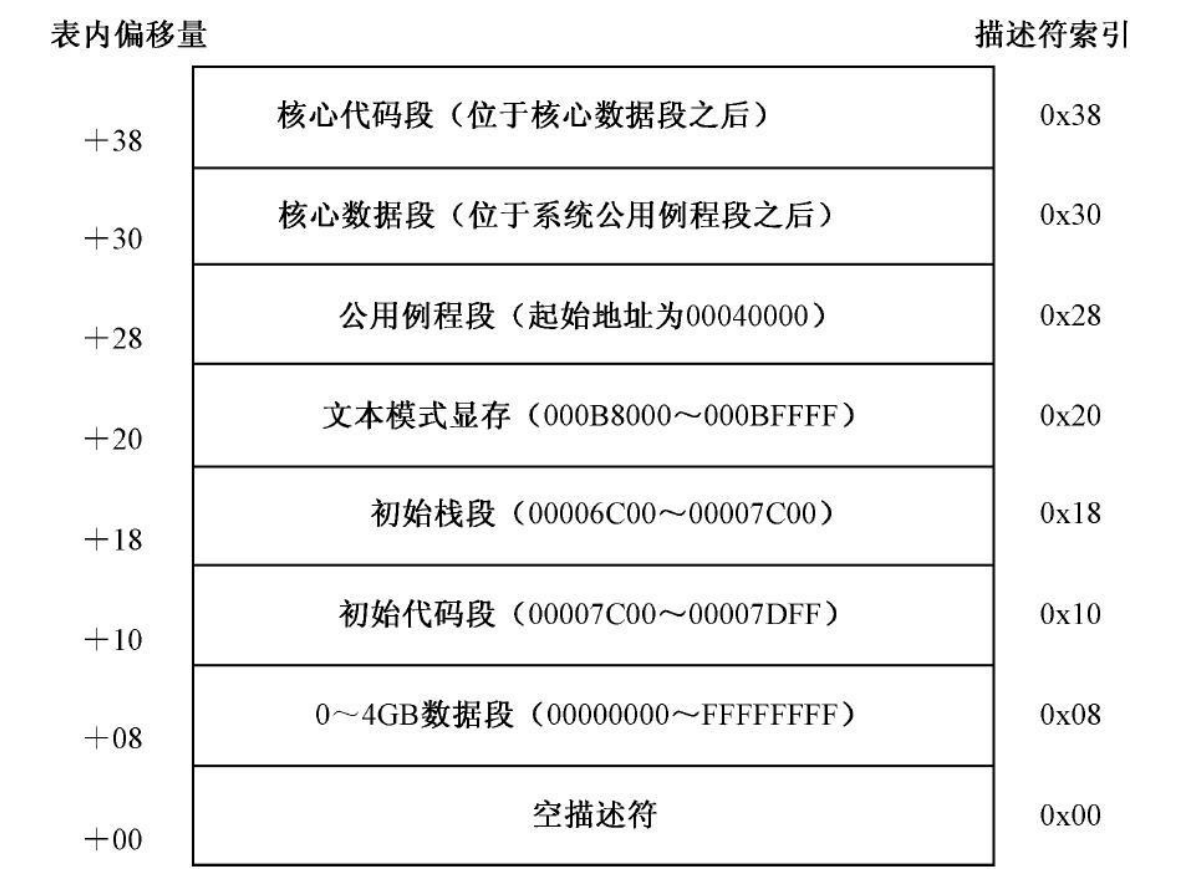 表内偏移量 描述符索引
核心代码段（位于核心数据段之后） 0x38
+38
核心数据段（位于系统公用例程段之后） 0x30
+30
公用例程段（起始地址为00040000） 0x28
+28
文本模式显存（000B8000～000BFFFF） 0x20
+20
初始栈段（00006C00～00007C00） 0x18
+18
初始代码段（00007C00～00007DFF） 0x10
+10
0～4GB数据段（00000000～FFFFFFFF） 0x08
+08
空描述符 0x00
+00